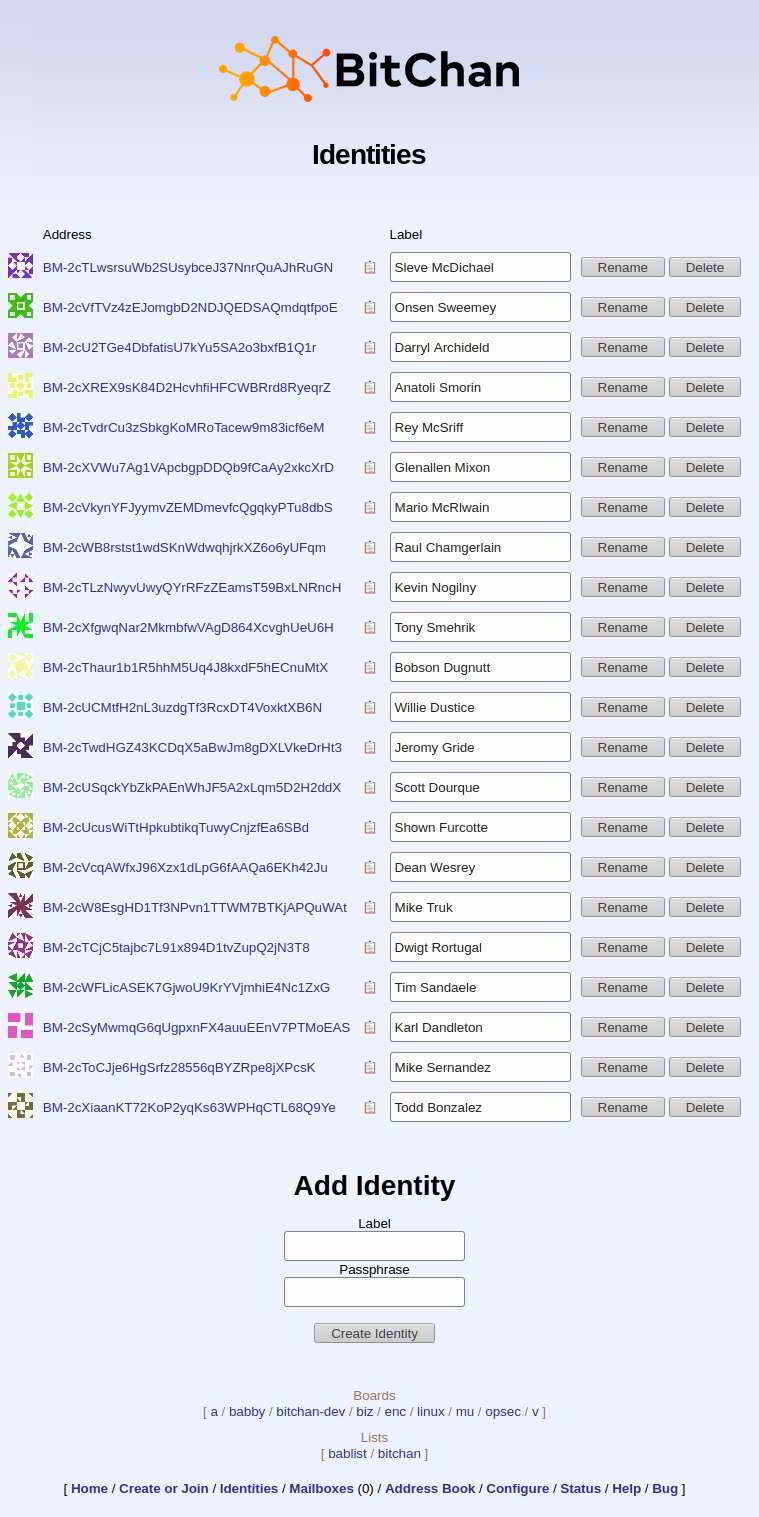 BitChan
Identities
Address Label
BM-2cTLwsrsuWb2SUsybceJ37NnrQuAJhRuGN Sleve McDichael Rename Delete
BM-2cVfTVz4zEJomgbD2NDJQEDSAQmdqtfpoE Onsen Sweemey Rename Delete
BM-2cU2TGe4DbfatisU7kYu5SA2o3bxfB1Q1r Darryl Archideld Rename Delete
BM-2cXREX9sK84D2HcvhfiHFCWBRrd8RyeqrZ Anatoli Smorin Rename Delete
BM-2cTvdrCu3zSbkgKoMRoTacew9m83icf6eM Rey McSriff Rename Delete
BM-2cXVWu7Ag1VApcbgpDDQb9fCaAy2xkcXrD Glenallen Mixon Rename Delete
BM-2cVkynYFJyymvZEMDmevfcQgqkyPTu8dbS Mario McRlwain Rename Delete
BM-2cWB8rstst1wdSKnWdwqhjrkXZ6o6yUFqm Raul Chamgerlain Rename Delete
BM-2cTLzNwyvUwyQYrRFzZEamsT59BxLNRncH Kevin Nogilny Rename Delete
BM-2cXfgwqNar2MkmbfwVAgD864XcvghUeU6H Tony Smehrik Rename Delete
BM-2cThaur1b1R5hhM5Uq4J8kxdF5hECnuMtX Bobson Dugnutt Rename Delete
BM-2cUCMtfH2nL3uzdgTf3RcxDT4VoxktXB6N Willie Dustice Rename Delete
BM-2cTwdHGZ43KCDqX5aBwJm8gDXLVkeDrHt3 Jeromy Gride Rename Delete
BM-2cUSqckYbZkPAEnWhJF5A2xLqm5D2H2ddX Scott Dourque Rename Delete
BM-2cUcusWiTtHpkubtikqTuwyCnjzfEa6SBd Shown Furcotte Rename Delete
BM-2cVcqAWfxJ96Xzx1dLpG6fAAQa6EKh42Ju Dean Wesrey Rename Delete
BM-2cW8EsgHD1Tf3NPvn1TTWM7BTKjAPQuWAt Mike Truk Rename Delete
BM-2cTCjC5tajbc7L91x894D1tvZupQ2jN3T8 Dwigt Rortugal Rename Delete
BM-2cWFLicASEK7GjwoU9KrYVjmhiE4Nc1ZxG Tim Sandaele Rename Delete
BM-2cSyMwmqG6qUgpxnFX4auuEEnV7PTMoEAS Karl Dandleton Rename Delete
BM-2cToCJje6HgSrfz28556qBYZRpe8jXPcsK Mike Sernandez Rename Delete
BM-2cXiaanKT72KoP2yqKs63WPHqCTL68Q9Ye Todd Bonzalez Rename Delete
Add Identity
Label
Passphrase
Create Identity
Boards
[ a / babby / bitchan-dev / biz / enc / linux / mu / opsec / v ]
Lists
[ bablist / bitchan ]
[ Home / Create or Join / Identities / Mailboxes (0) / Address Book / Configure / Status / Help / Bug ]